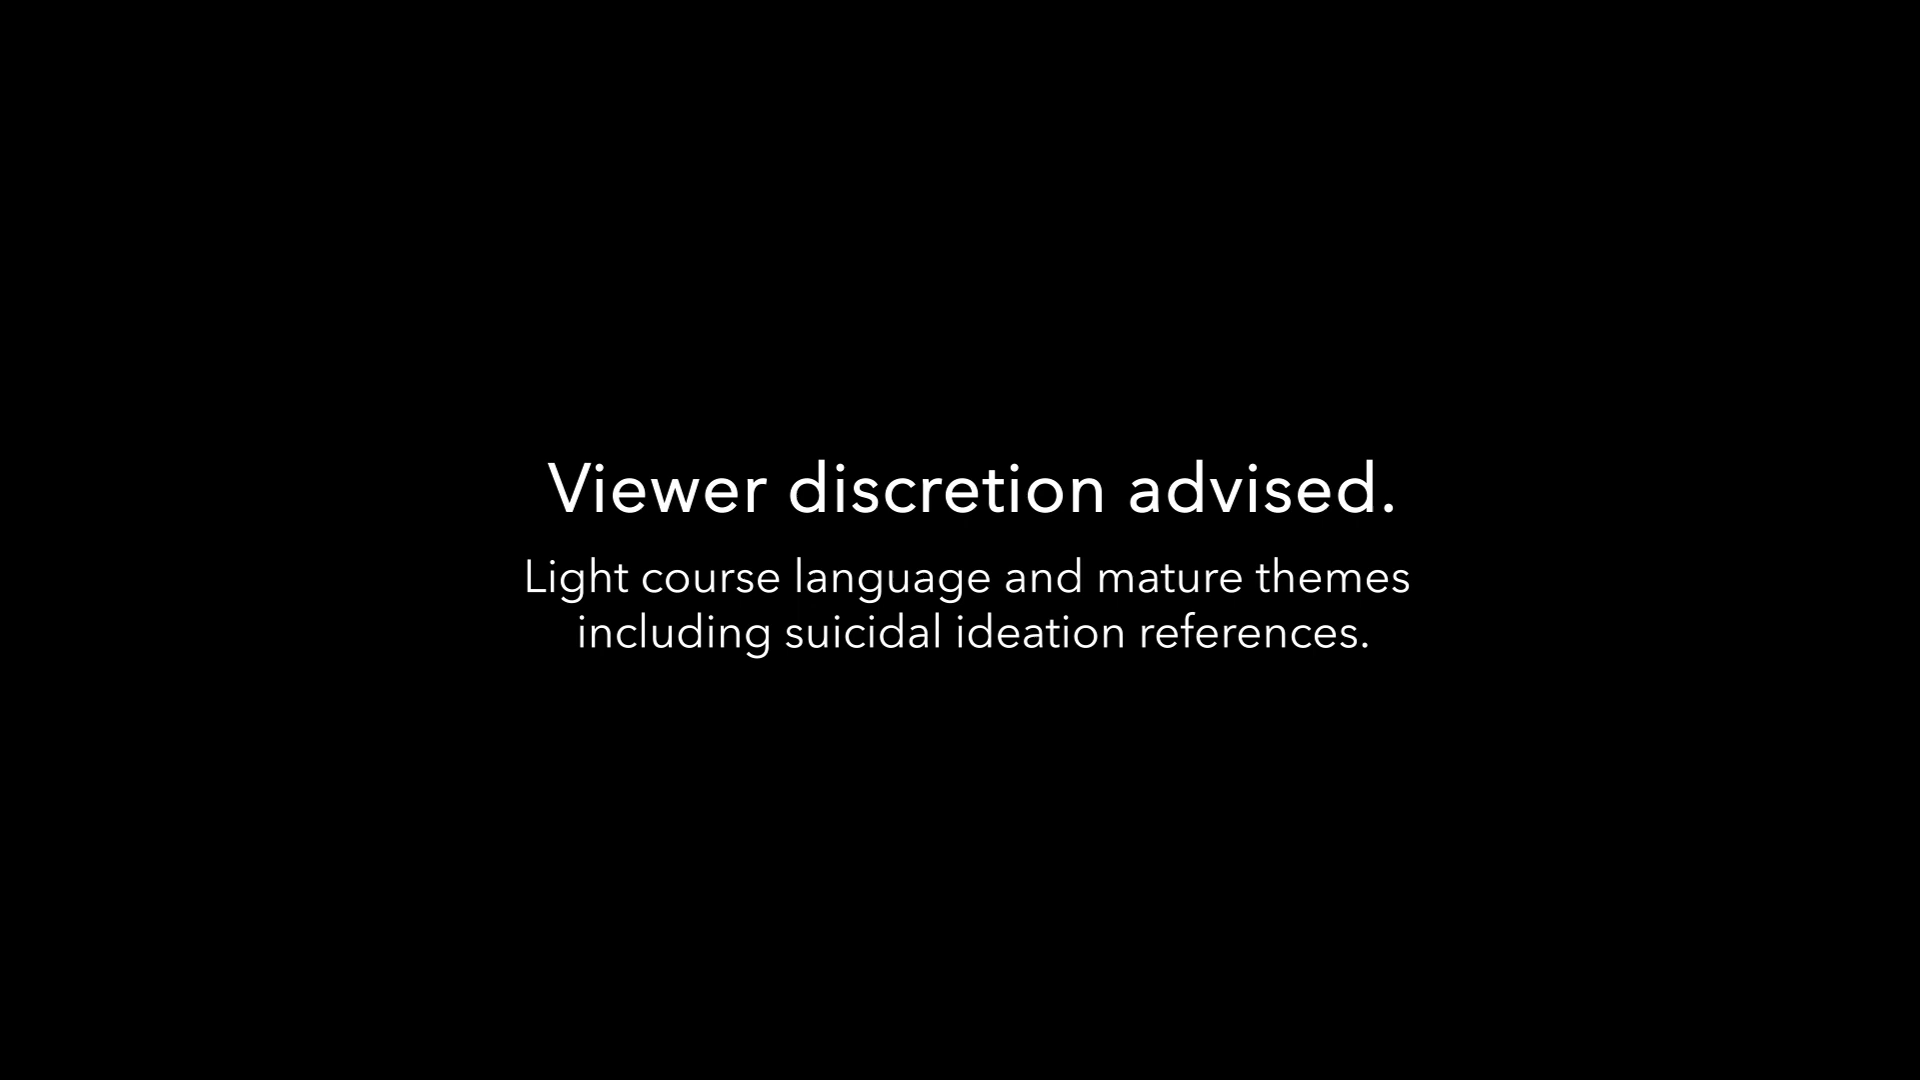 Viewer discretion advised.
Light course language and mature themes
including suicidal ideation references.